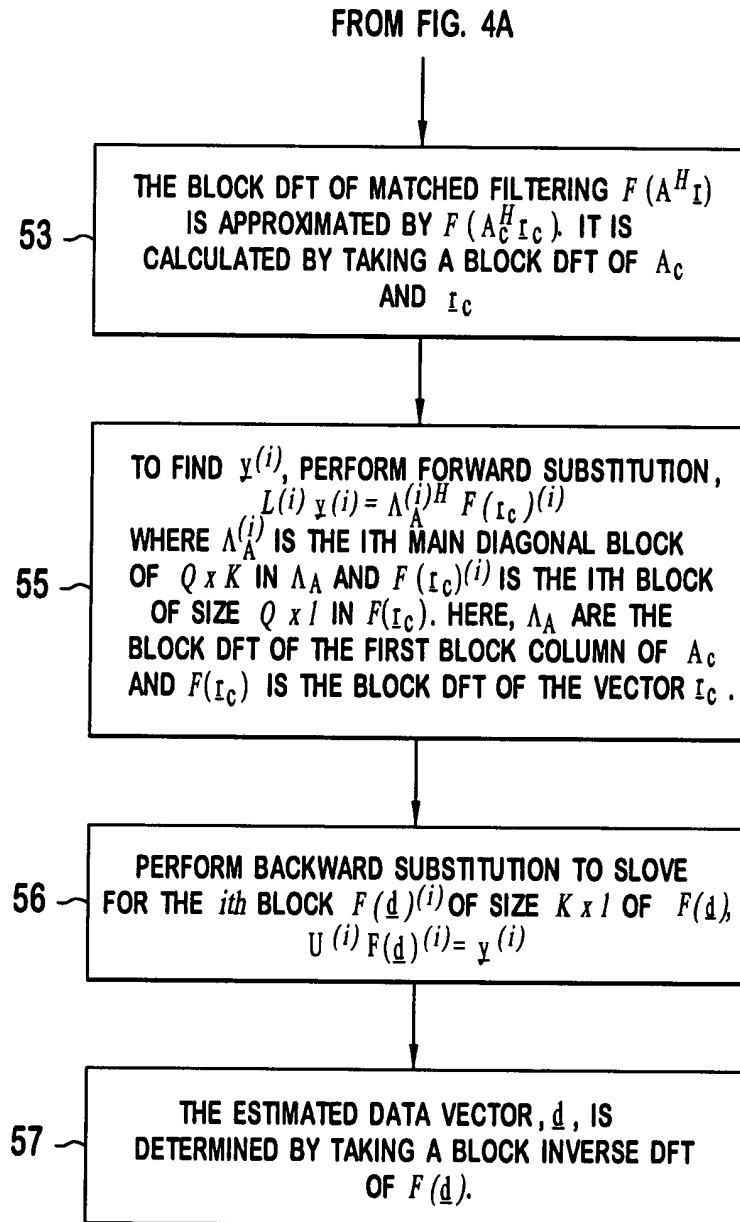 FROM FIG. 4A
53
THE BLOCK DFT OF MATCHED FILTERING F(A^H r)
IS APPROXIMATED BY F(A_C^H r_C). IT IS
CALCULATED BY TAKING A BLOCK DFT OF A_C
AND r_C
55
TO FIND y^(i), PERFORM FORWARD SUBSTITUTION,
L(i) y(i) = Λ_A^(i)H F(r_C)^(i)
WHERE Λ_A^(i) IS THE ITH MAIN DIAGONAL BLOCK
OF Q x K IN Λ_A AND F(r_C)^(i) IS THE ITH BLOCK
OF SIZE Q x 1 IN F(r_C). HERE, Λ_A ARE THE
BLOCK DFT OF THE FIRST BLOCK COLUMN OF A_C
AND F(r_C) IS THE BLOCK DFT OF THE VECTOR r_C .
56
PERFORM BACKWARD SUBSTITUTION TO SLOVE
FOR THE ith BLOCK F(d)^(i) OF SIZE K x 1 OF F(d),
U^(i) F(d)^(i) = y^(i)
57
THE ESTIMATED DATA VECTOR, d, IS
DETERMINED BY TAKING A BLOCK INVERSE DFT
OF F(d).